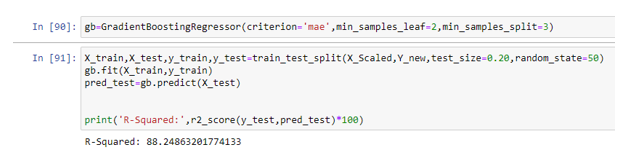 In [90]: gb=GradientBoostingRegressor(criterion='mae',min_samples_leaf=2,min_samples_split=3)
In [91]: X_train,X_test,y_train,y_test=train_test_split(X_Scaled,Y_new,test_size=0.20,random_state=50)
gb.fit(X_train,y_train)
pred_test=gb.predict(X_test)
print('R-Squared:',r2_score(y_test,pred_test)*100)
R-Squared: 88.24863201774133